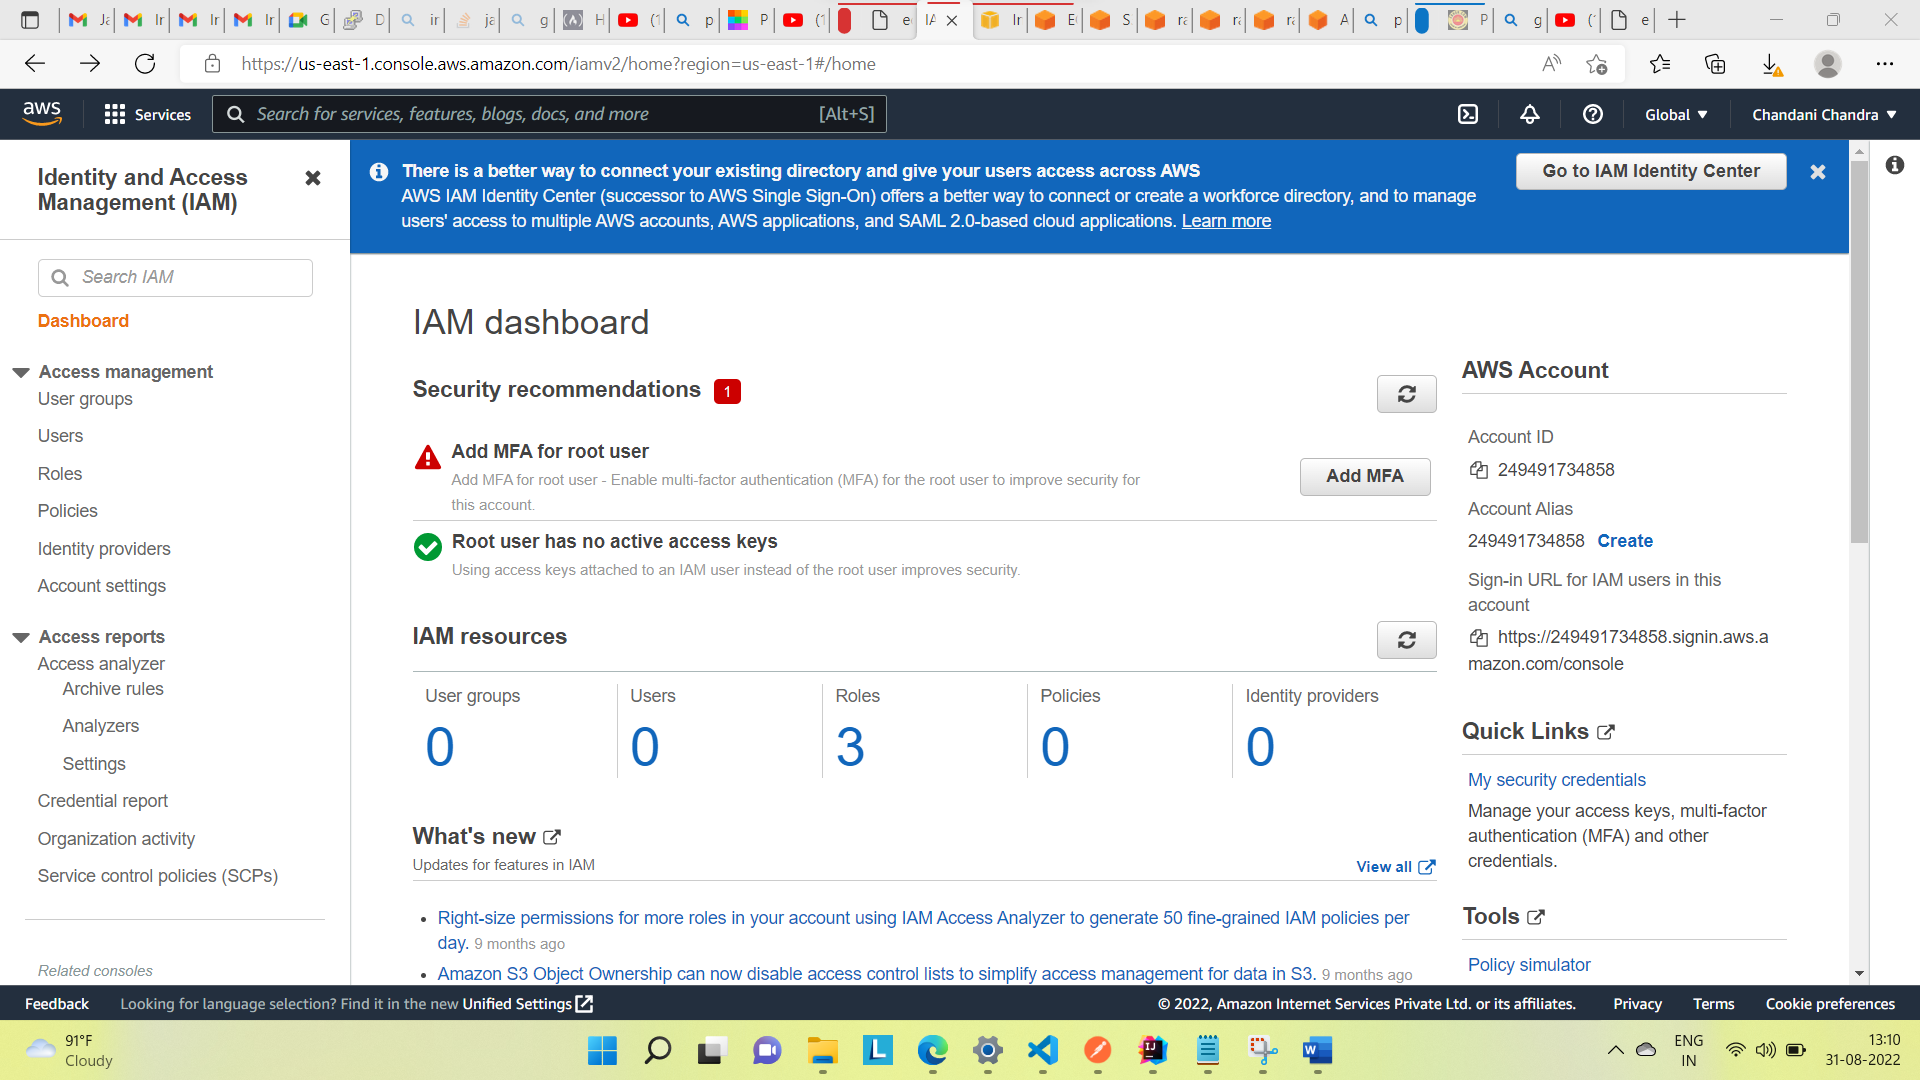 https://us-east-1.console.aws.amazon.com/iamv2/home?region=us-east-1#/home
aws
Services
Search for services, features, blogs, docs, and more
[Alt+S]
Global
Chandani Chandra
Identity and Access
Management (IAM)
Search IAM
Dashboard
Access management
User groups
Users
Roles
Policies
Identity providers
Account settings
Access reports
Access analyzer
Archive rules
Analyzers
Settings
Credential report
Organization activity
Service control policies (SCPs)
Related consoles
There is a better way to connect your existing directory and give your users access across AWS
AWS IAM Identity Center (successor to AWS Single Sign-On) offers a better way to connect or create a workforce directory, and to manage
users' access to multiple AWS accounts, AWS applications, and SAML 2.0-based cloud applications. Learn more
Go to IAM Identity Center
IAM dashboard
Security recommendations 1
Add MFA for root user
Add MFA for root user - Enable multi-factor authentication (MFA) for the root user to improve security for
this account.
Add MFA
Root user has no active access keys
Using access keys attached to an IAM user instead of the root user improves security.
IAM resources
User groups
0
Users
0
Roles
3
Policies
0
Identity providers
0
What's new
Updates for features in IAM
View all
Right-size permissions for more roles in your account using IAM Access Analyzer to generate 50 fine-grained IAM policies per
day. 9 months ago
Amazon S3 Object Ownership can now disable access control lists to simplify access management for data in S3. 9 months ago
AWS Account
Account ID
249491734858
Account Alias
249491734858 Create
Sign-in URL for IAM users in this
account
https://249491734858.signin.aws.a
mazon.com/console
Quick Links
My security credentials
Manage your access keys, multi-factor
authentication (MFA) and other
credentials.
Tools
Policy simulator
Feedback
Looking for language selection? Find it in the new Unified Settings
© 2022, Amazon Internet Services Private Ltd. or its affiliates.
Privacy
Terms
Cookie preferences
91°F
Cloudy
ENG
IN
13:10
31-08-2022